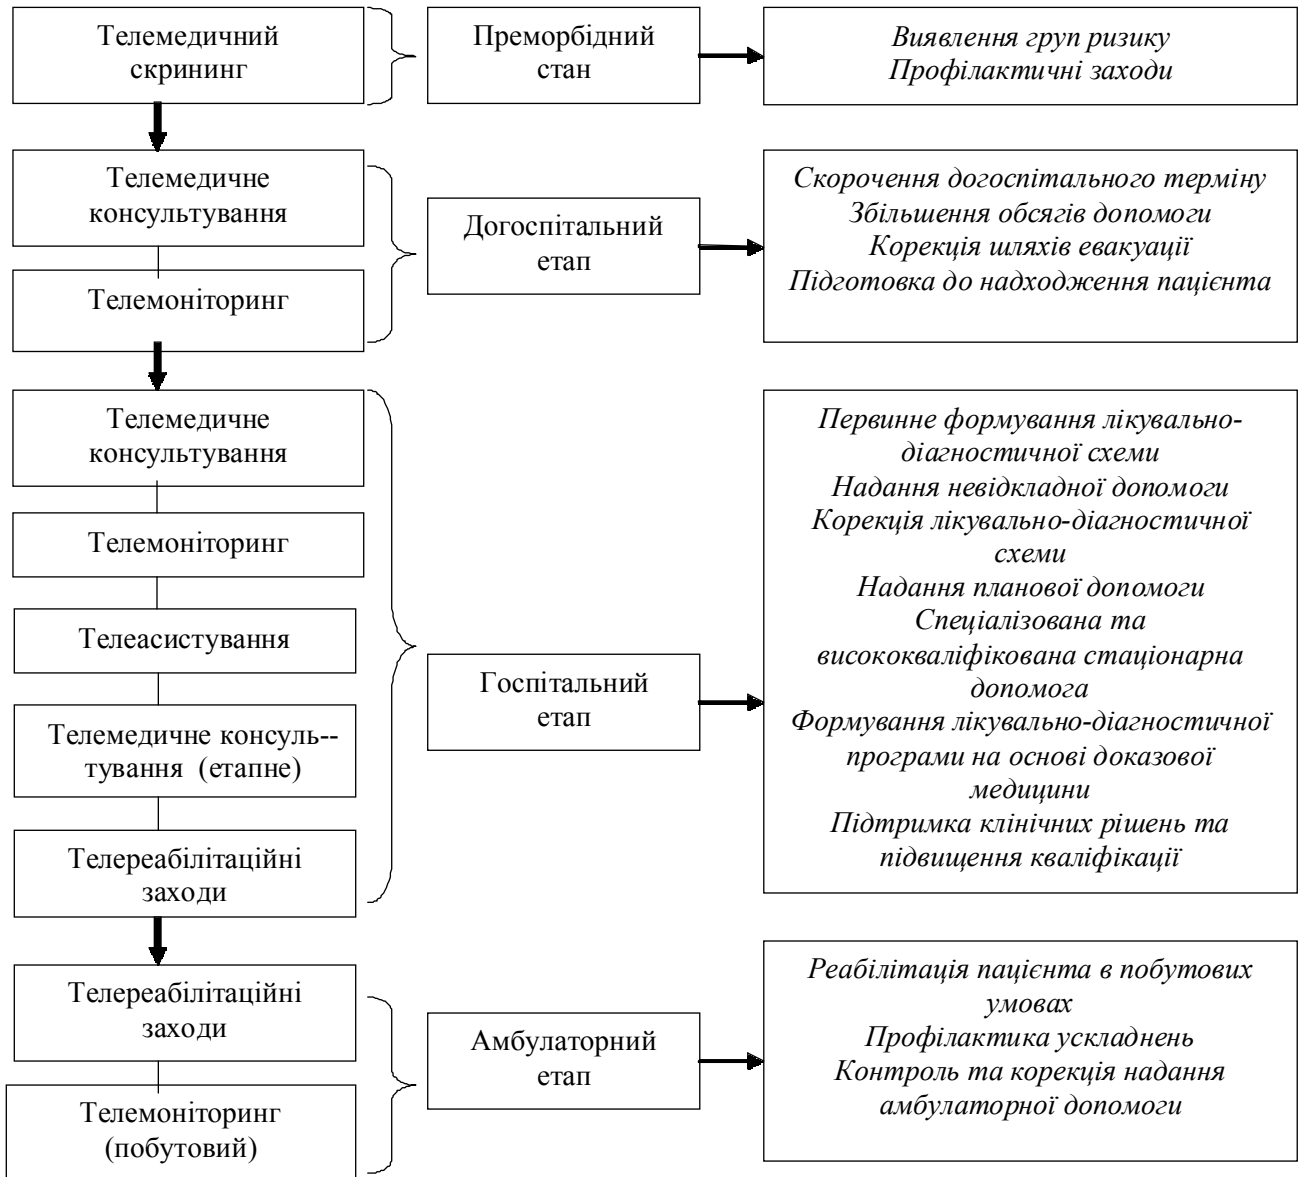 Телемедичний
скрининг
Преморбідний
стан
Виявлення груп ризику
Профілактичні заходи
Телемедичне
консультування
Телемоніторинг
Догоспітальний
етап
Скорочення догоспітального терміну
Збільшення обсягів допомоги
Корекція шляхів евакуації
Підготовка до надходження пацієнта
Телемедичне
консультування
Телемоніторинг
Телеасистування
Телемедичне консуль--
тування (етапне)
Телереабілітаційні
заходи
Госпітальний
етап
Первинне формування лікувально-
діагностичної схеми
Надання невідкладної допомоги
Корекція лікувально-діагностичної
схеми
Надання планової допомоги
Спеціалізована та
висококваліфікована стаціонарна
допомога
Формування лікувально-діагностичної
програми на основі доказової
медицини
Підтримка клінічних рішень та
підвищення кваліфікації
Телереабілітаційні
заходи
Телемоніторинг
(побутовий)
Амбулаторний
етап
Реабілітація пацієнта в побутових
умовах
Профілактика ускладнень
Контроль та корекція надання
амбулаторної допомоги